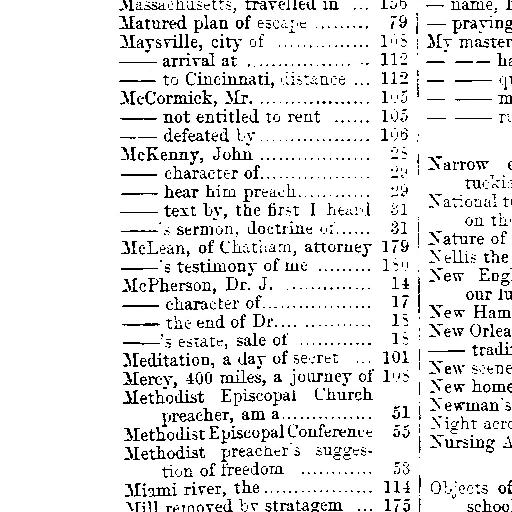 Massachusetts, travelled in ... 156
Matured plan of escape ........ 79
Maysville, city of ............... 108
—— arrival at ................. .. 112
—— to Cincinnati, distance ... 112
McCormick, Mr. ................. 105
—— not entitled to rent ...... 105
—— defeated by ............... 106
McKenny, John ................ 28
—— character of................. 29
—— hear him preach............ 29
—— text by, the first I heard 31
——'s sermon, doctrine of...... 31
McLean, of Chatham, attorney 179
——'s testimony of me ......... 180
McPherson, Dr. J. ............. 14
—— character of................. 17
—— the end of Dr.... ............ 18
——'s estate, sale of ............ 18
Meditation, a day of secret ... 101
Mercy, 400 miles, a journey of 108
Methodist Episcopal Church
preacher, am a............... 51
Methodist Episcopal Conference 55
Methodist preacher's sugges-
tion of freedom ............ 53
Miami river, the.................. 114
Mill removed by stratagem ... 175
— name,
— praying
My master
— —— 
— ——
— ——
Narrow
National
on the
Nature of
Nellis the
New Eng
our
New Ham
New Orlea
—— tradi
New scene
New home
Newman's
Night acro
Nursing A
Objects of
school